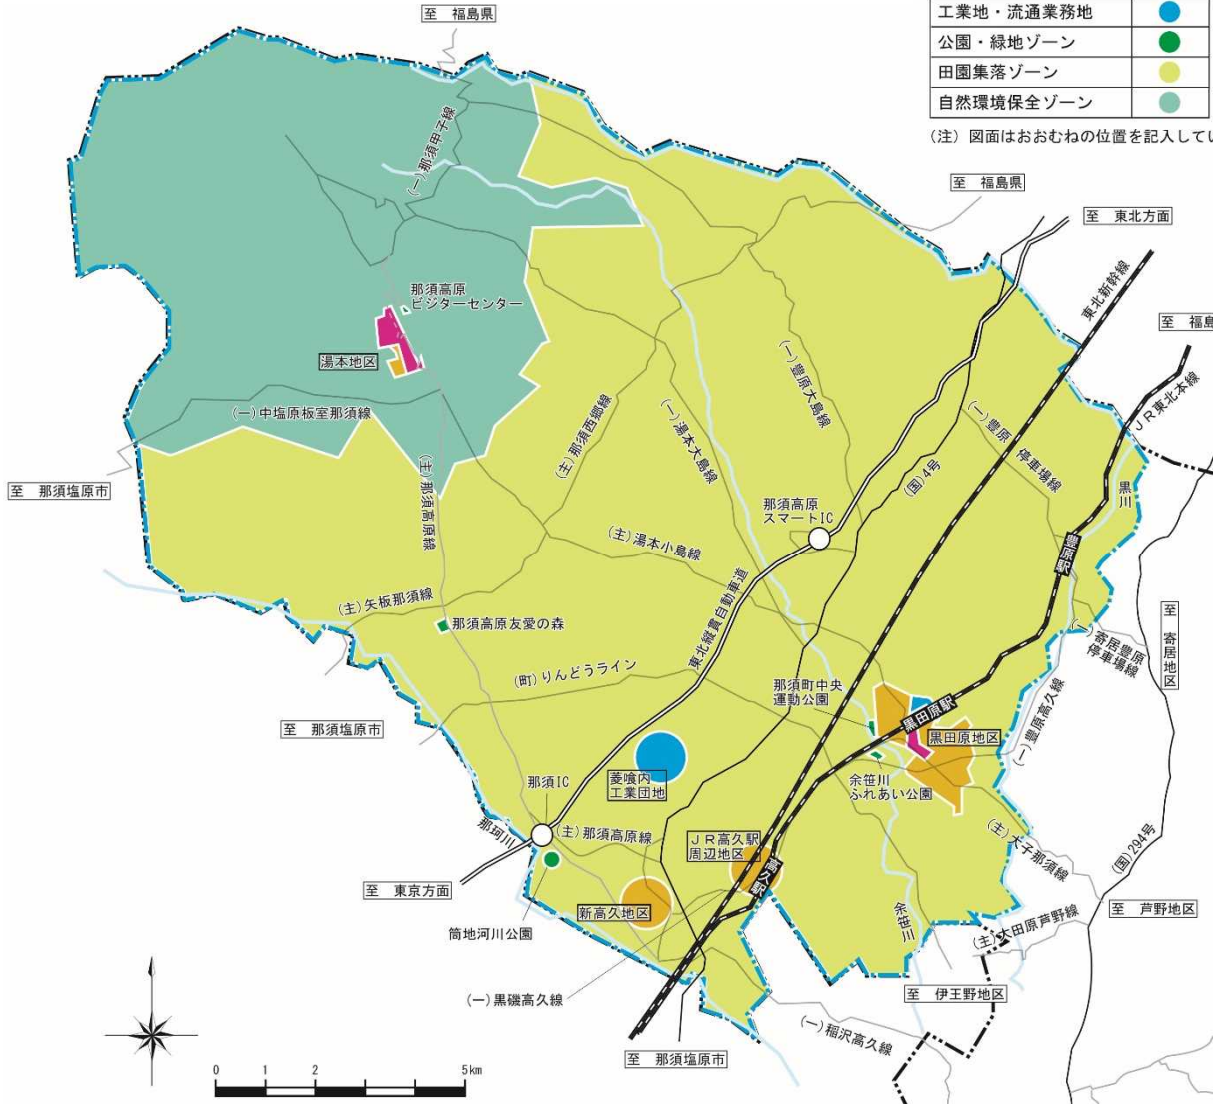 至 福島県
工業地・流通業務地
公園・緑地ゾーン
田園集落ゾーン
自然環境保全ゾーン
(注) 図面はおおむねの位置を記入してい
(一)那須甲子線
至 福島県
至 東北方面
東北新幹線
至 福島
JR東北本線
那須高原
ビジターセンター
湯本地区
(一)中塩原板室那須線
(主)那須西郷線
(一)湯本大島線
(一)豊原大島線
(一)豊原
停車場線
(国)4号
黒川
至 那須塩原市
(主)那須高原線
那須高原
スマートIC
(主)湯本小島線
豊原駅
東北縦貫自動車道
(主)矢板那須線
那須高原友愛の森
(一)寄居豊原
停車場線
至 寄居地区
(町)りんどうライン
那須町中央
運動公園
黒田原駅
黒田原地区
(一)豊原高久線
至 那須塩原市
菱喰内
工業団地
余笹川
ふれあい公園
那須IC
那珂川
(主)那須高原線
JR高久駅
周辺地区
高久駅
(主)大子那須線
(国)294号
至 東京方面
新高久地区
余笹川
至 芦野地区
筒地河川公園
(主)大田原芦野線
(一)黒磯高久線
至 伊王野地区
(一)稲沢高久線
至 那須塩原市
0 1 2 5km